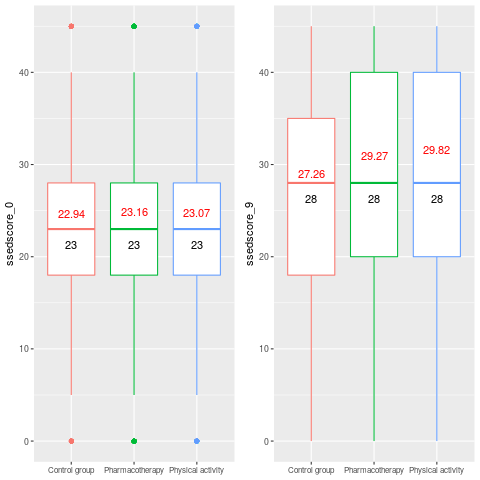 ssedscore_0
40
30
20
10
0
22.94
23.16
23.07
23
23
23
Control group
Pharmacotherapy
Physical activity
ssedscore_9
40
30
20
10
0
27.26
29.27
29.82
28
28
28
Control group
Pharmacotherapy
Physical activity